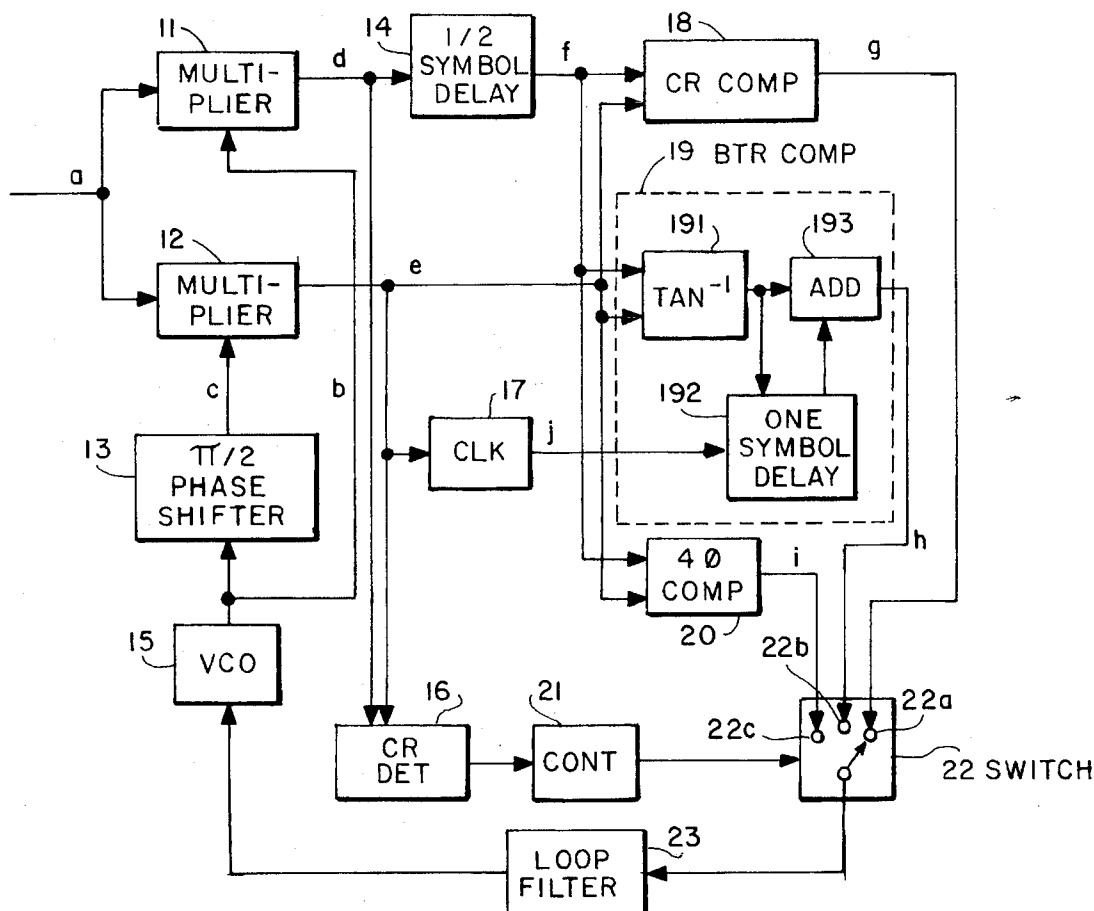 11
MULTI-
PLIER
d
14
1/2
SYMBOL
DELAY
f
18
CR COMP
g
a
19 BTR COMP
12
MULTI-
PLIER
e
191
TAN-1
193
ADD
c
b
17
CLK
j
192
ONE
SYMBOL
DELAY
13
π/2
PHASE
SHIFTER
h
4Ø
COMP
i
20
15
VCO
22b
16
CR
DET
21
CONT
22c
22a
22 SWITCH
23
LOOP
FILTER